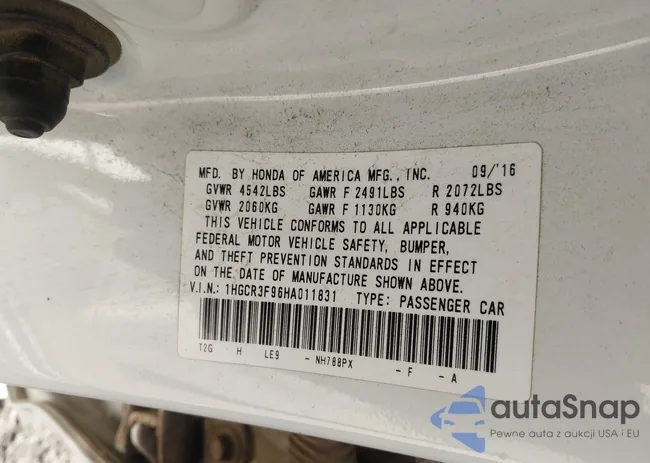 MFD. BY HONDA OF AMERICA MFG., INC. 09/'16
GVWR 4542LBS GAWR F 2491LBS R 2072LBS
GVWR 2060KG GAWR F 1130KG R 940KG
THIS VEHICLE CONFORMS TO ALL APPLICABLE
FEDERAL MOTOR VEHICLE SAFETY, BUMPER,
AND THEFT PREVENTION STANDARDS IN EFFECT
ON THE DATE OF MANUFACTURE SHOWN ABOVE.
V.I.N.: 1HGCR3F96HA011831 TYPE: PASSENGER CAR
T2G H LE9 - NH788PX - F - A
autaSnap
Pewne auta z aukcji USA i EU